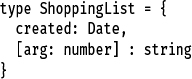 type ShoppingList = {
  created: Date,
  [arg: number] : string
}